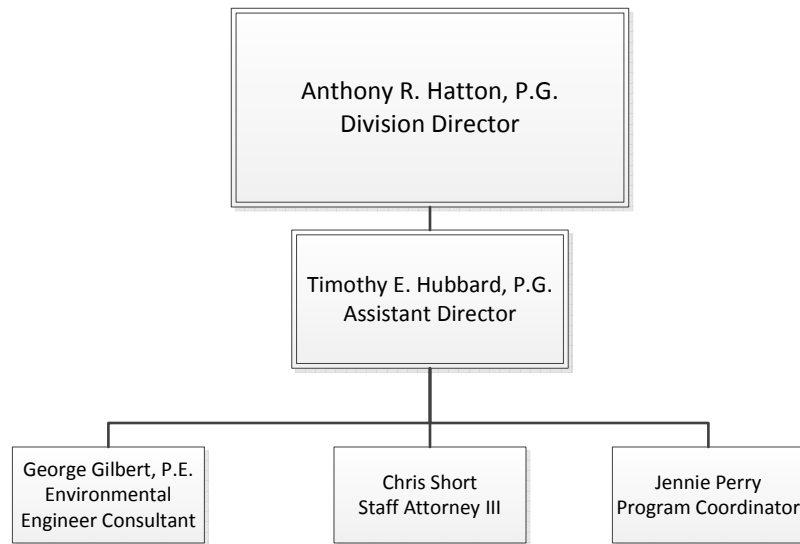 Anthony R. Hatton, P.G.
Division Director
Timothy E. Hubbard, P.G.
Assistant Director
George Gilbert, P.E.
Environmental
Engineer Consultant
Chris Short
Staff Attorney III
Jennie Perry
Program Coordinator